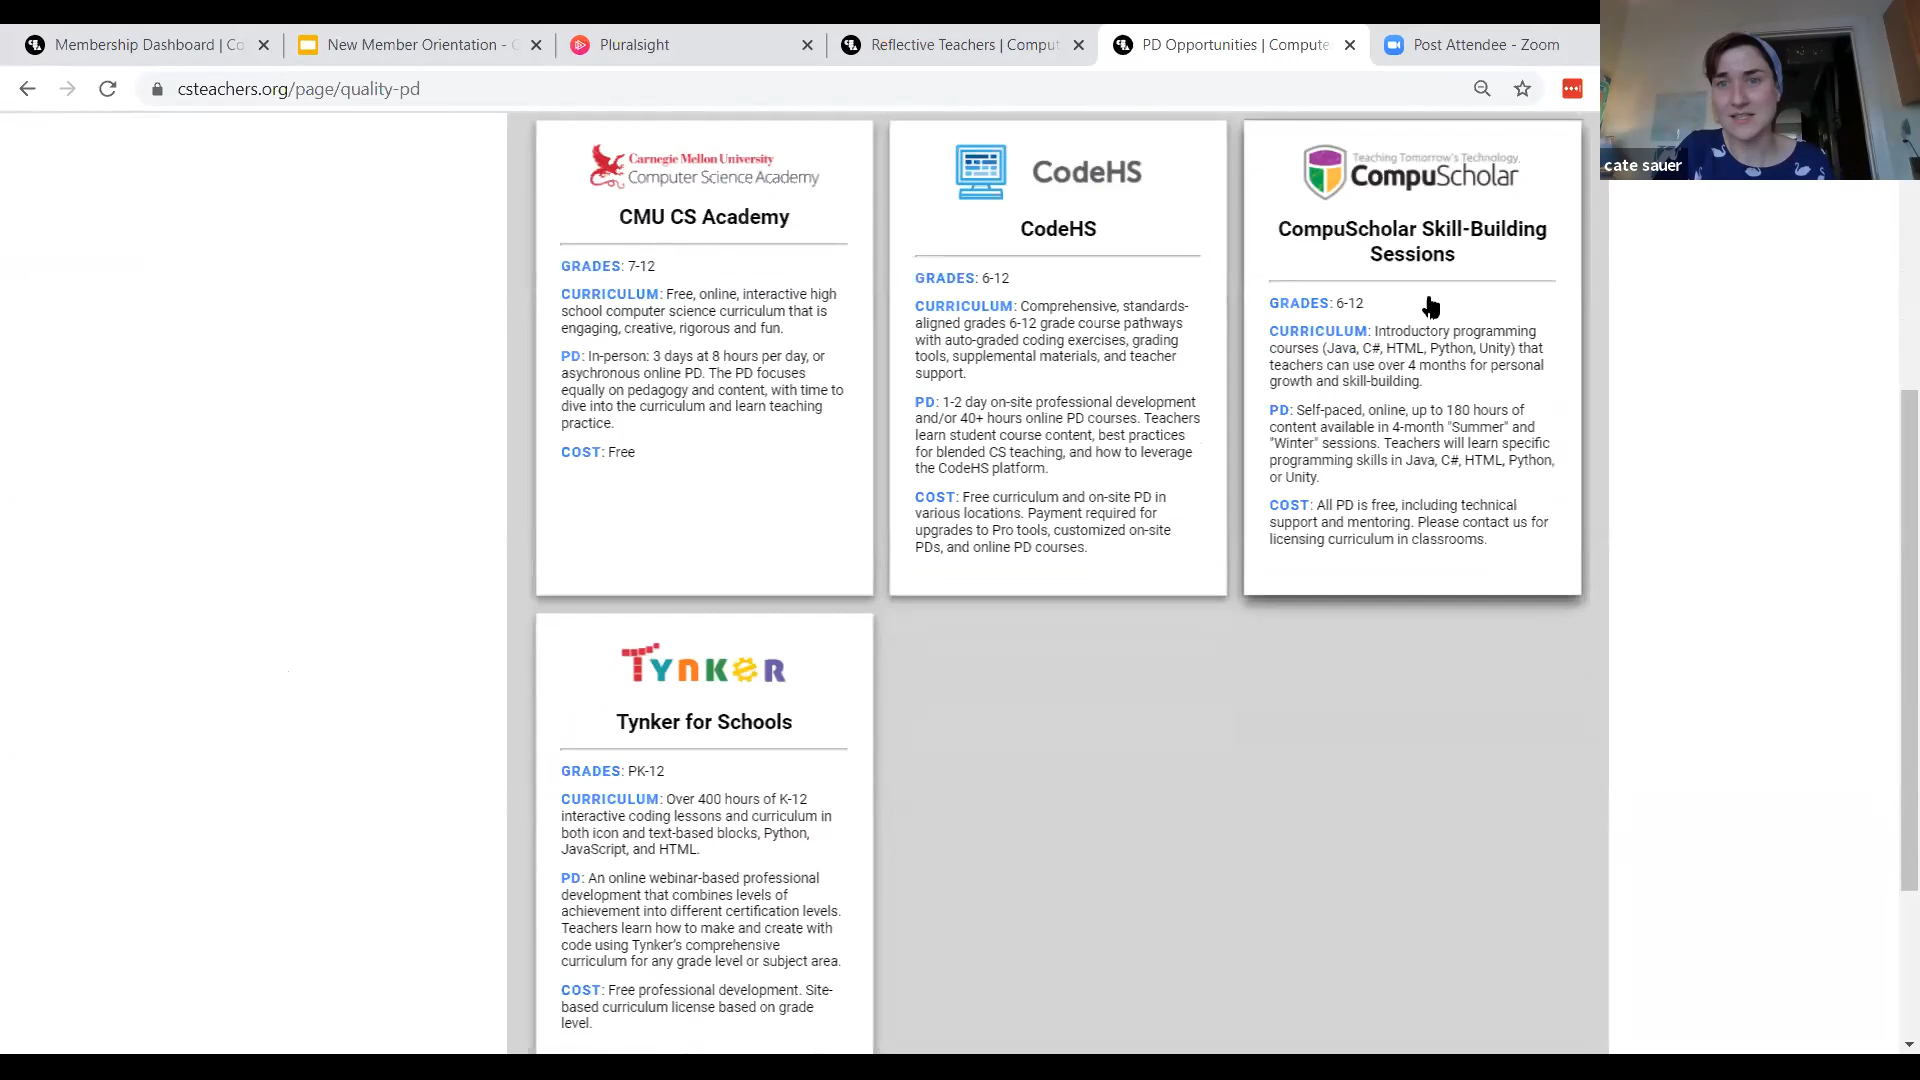 Membership Dashboard | Co
New Member Orientation - G
Pluralsight
Reflective Teachers | Comput
PD Opportunities | Compute
Post Attendee - Zoom
csteachers.org/page/quality-pd
cate sauer
Carnegie Mellon University
Computer Science Academy
CMU CS Academy
GRADES: 7-12
CURRICULUM: Free, online, interactive high
school computer science curriculum that is
engaging, creative, rigorous and fun.
PD: In-person: 3 days at 8 hours per day, or
asychronous online PD. The PD focuses
equally on pedagogy and content, with time to
dive into the curriculum and learn teaching
practice.
COST: Free
CodeHS
CodeHS
GRADES: 6-12
CURRICULUM: Comprehensive, standards-
aligned grades 6-12 grade course pathways
with auto-graded coding exercises, grading
tools, supplemental materials, and teacher
support.
PD: 1-2 day on-site professional development
and/or 40+ hours online PD courses. Teachers
learn student course content, best practices
for blended CS teaching, and how to leverage
the CodeHS platform.
COST: Free curriculum and on-site PD in
various locations. Payment required for
upgrades to Pro tools, customized on-site
PDs, and online PD courses.
Teaching Tomorrow's Technology.
CompuScholar
CompuScholar Skill-Building
Sessions
GRADES: 6-12
CURRICULUM: Introductory programming
courses (Java, C#, HTML, Python, Unity) that
teachers can use over 4 months for personal
growth and skill-building.
PD: Self-paced, online, up to 180 hours of
content available in 4-month "Summer" and
"Winter" sessions. Teachers will learn specific
programming skills in Java, C#, HTML, Python,
or Unity.
COST: All PD is free, including technical
support and mentoring. Please contact us for
licensing curriculum in classrooms.
TYNKER
Tynker for Schools
GRADES: PK-12
CURRICULUM: Over 400 hours of K-12
interactive coding lessons and curriculum in
both icon and text-based blocks, Python,
JavaScript, and HTML.
PD: An online webinar-based professional
development that combines levels of
achievement into different certification levels.
Teachers learn how to make and create with
code using Tynker's comprehensive
curriculum for any grade level or subject area.
COST: Free professional development. Site-
based curriculum license based on grade
level.